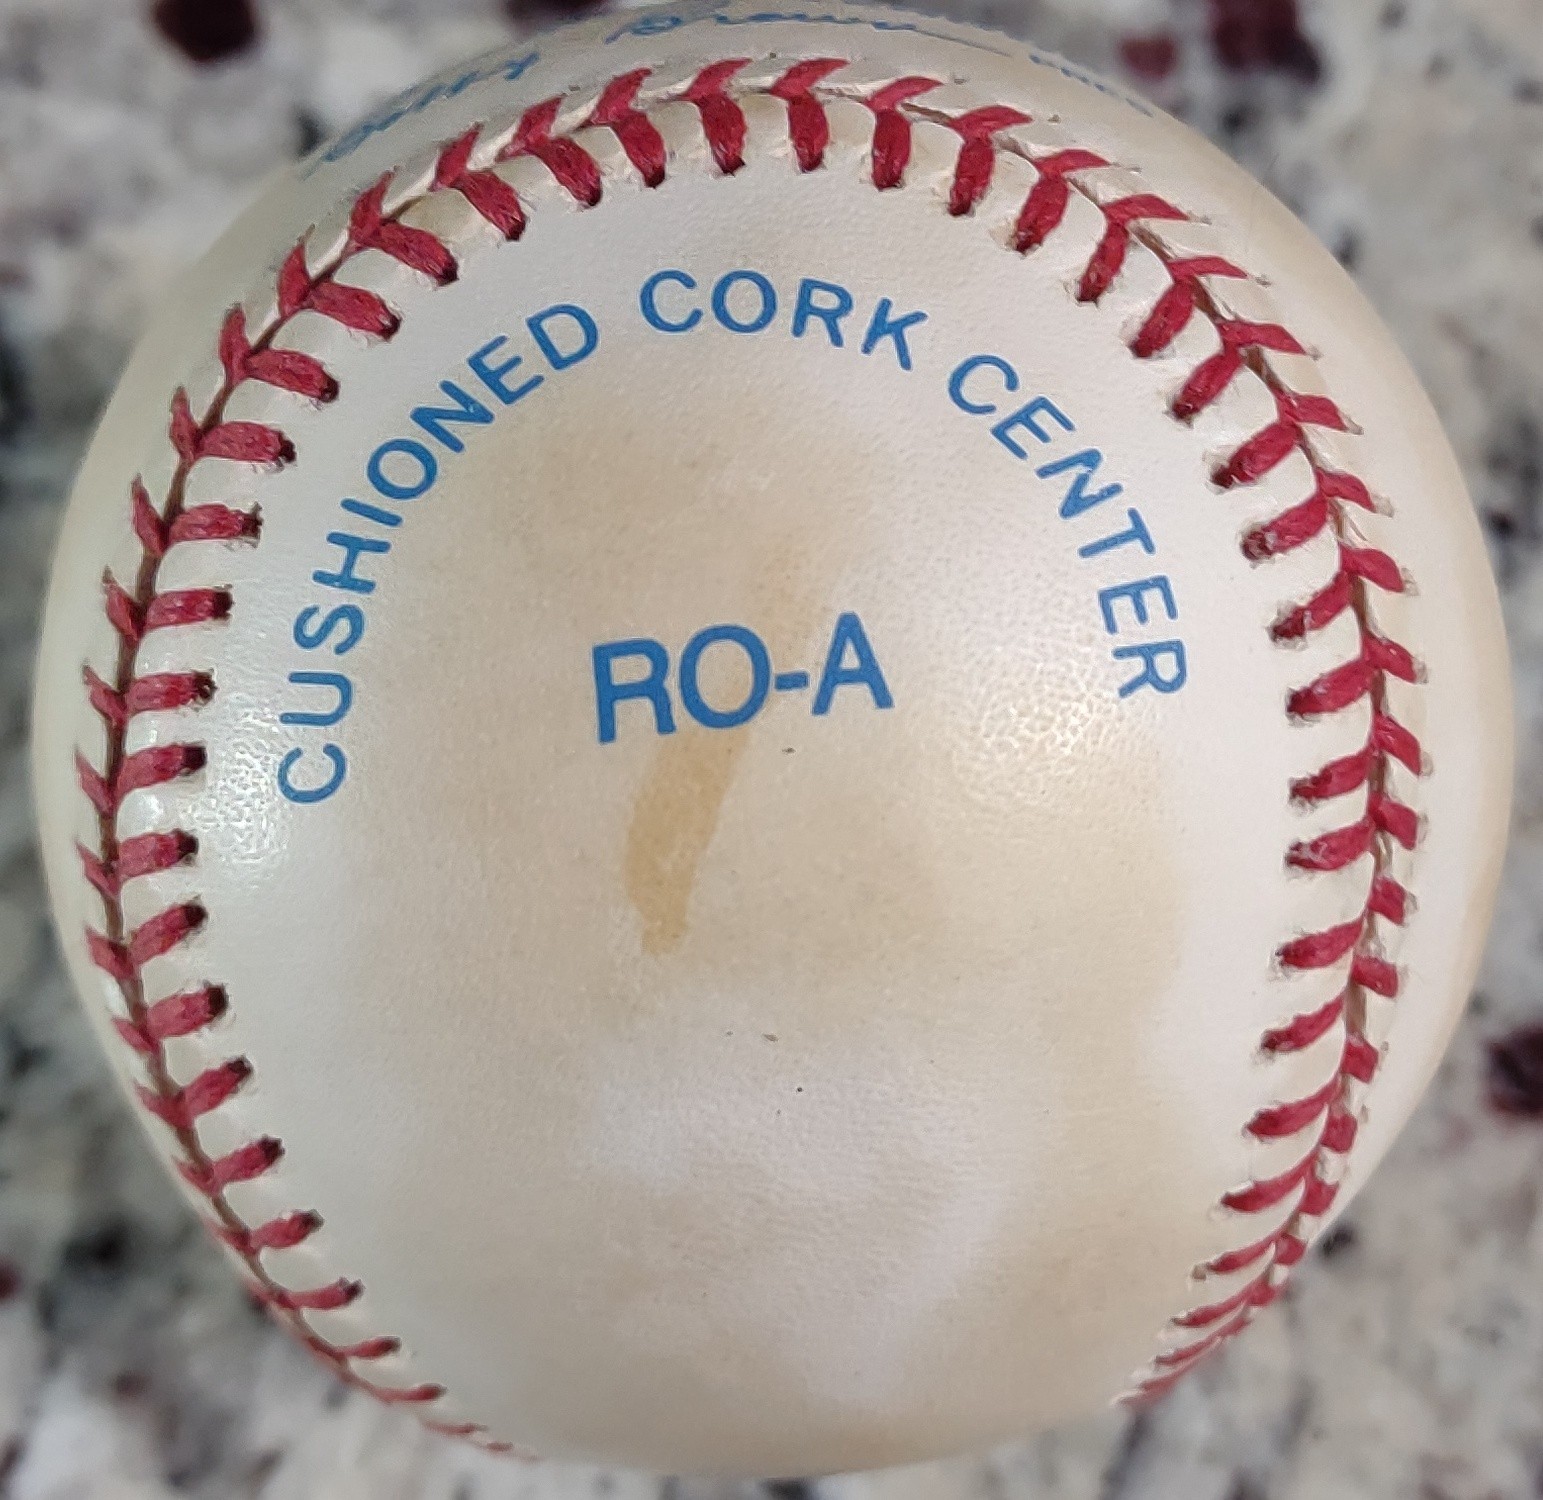 CUSHIONED CORK CENTER
RO-A